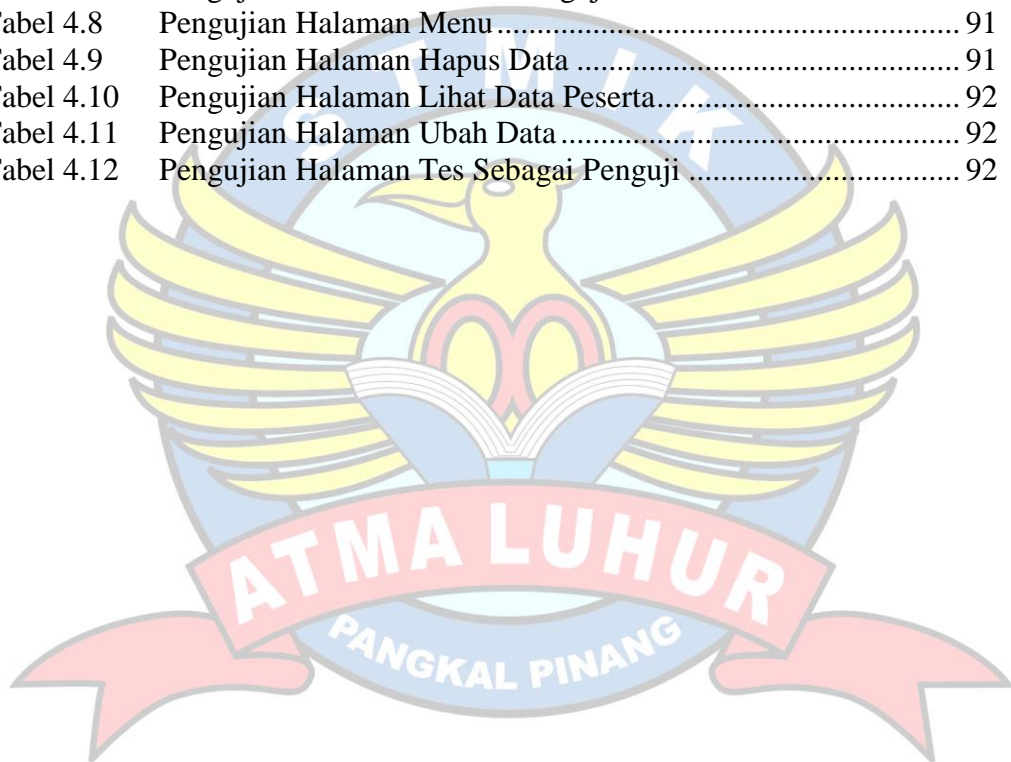 Tabel 4.8 Pengujian Halaman Menu ........................................................ 91
Tabel 4.9 Pengujian Halaman Hapus Data .............................................. 91
Tabel 4.10 Pengujian Halaman Lihat Data Peserta.................................... 92
Tabel 4.11 Pengujian Halaman Ubah Data ................................................ 92
Tabel 4.12 Pengujian Halaman Tes Sebagai Penguji ................................ 92
STMIK
ATMA LUHUR
PANGKAL PINANG